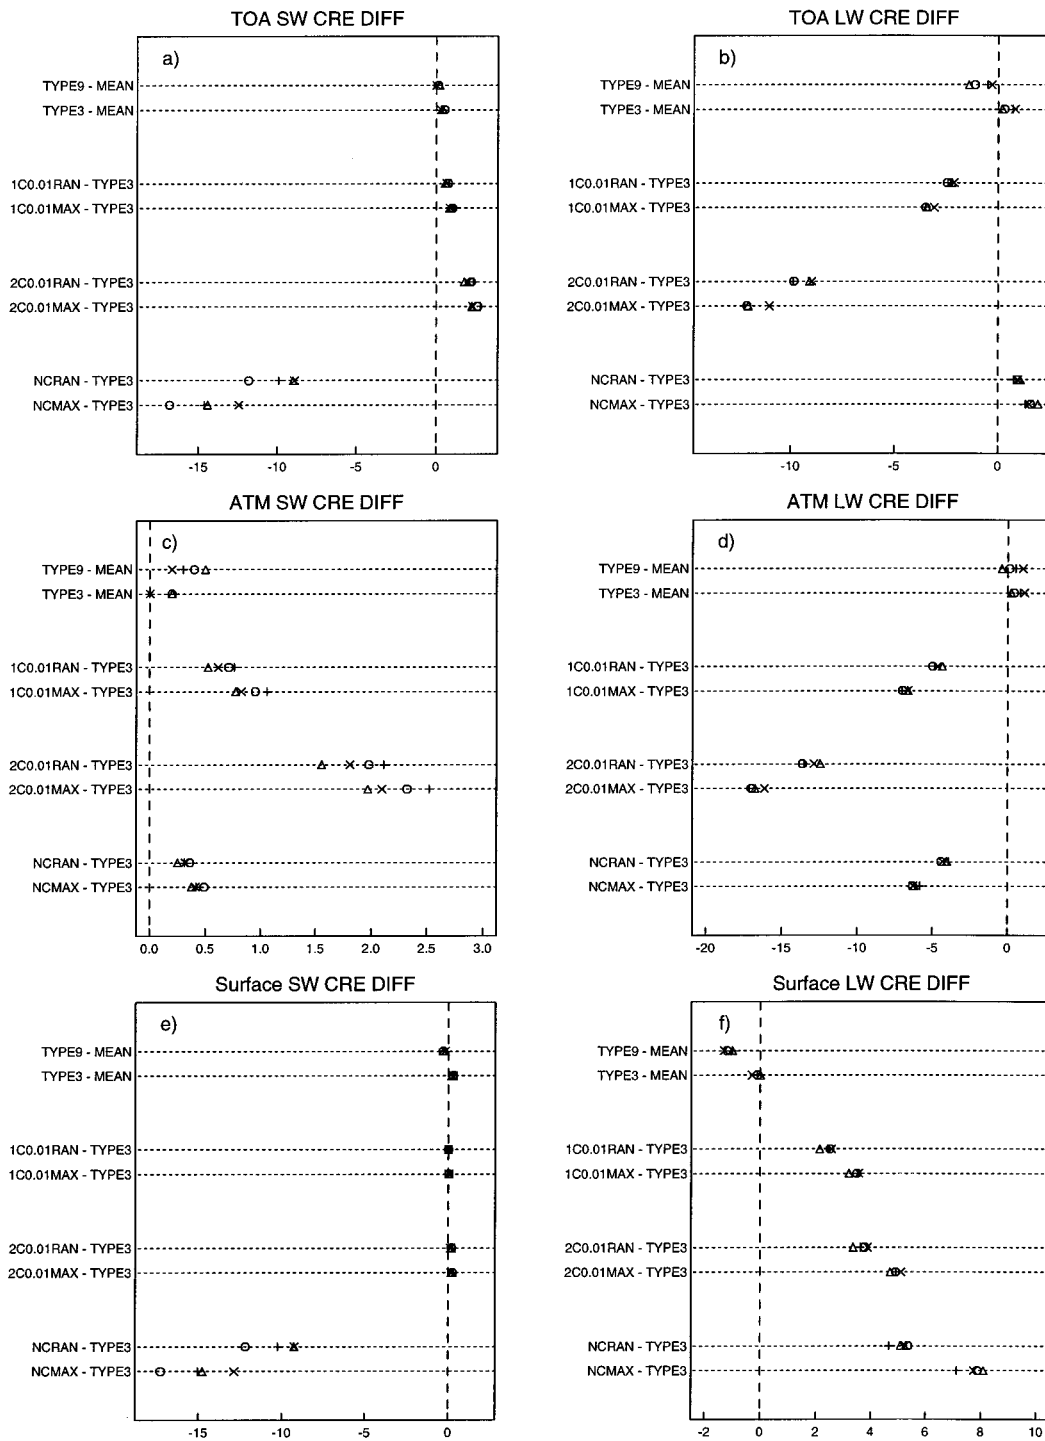 TOA SW CRE DIFF
a)
TYPE9 - MEAN
TYPE3 - MEAN
1C0.01RAN - TYPE3
1C0.01MAX - TYPE3
2C0.01RAN - TYPE3
2C0.01MAX - TYPE3
NCRAN - TYPE3
NCMAX - TYPE3
-15 -10 -5 0
TOA LW CRE DIFF
b)
TYPE9 - MEAN
TYPE3 - MEAN
1C0.01RAN - TYPE3
1C0.01MAX - TYPE3
2C0.01RAN - TYPE3
2C0.01MAX - TYPE3
NCRAN - TYPE3
NCMAX - TYPE3
-10 -5 0
ATM SW CRE DIFF
c)
TYPE9 - MEAN
TYPE3 - MEAN
1C0.01RAN - TYPE3
1C0.01MAX - TYPE3
2C0.01RAN - TYPE3
2C0.01MAX - TYPE3
NCRAN - TYPE3
NCMAX - TYPE3
0.0 0.5 1.0 1.5 2.0 2.5 3.0
ATM LW CRE DIFF
d)
TYPE9 - MEAN
TYPE3 - MEAN
1C0.01RAN - TYPE3
1C0.01MAX - TYPE3
2C0.01RAN - TYPE3
2C0.01MAX - TYPE3
NCRAN - TYPE3
NCMAX - TYPE3
-20 -15 -10 -5 0
Surface SW CRE DIFF
e)
TYPE9 - MEAN
TYPE3 - MEAN
1C0.01RAN - TYPE3
1C0.01MAX - TYPE3
2C0.01RAN - TYPE3
2C0.01MAX - TYPE3
NCRAN - TYPE3
NCMAX - TYPE3
-15 -10 -5 0
Surface LW CRE DIFF
f)
TYPE9 - MEAN
TYPE3 - MEAN
1C0.01RAN - TYPE3
1C0.01MAX - TYPE3
2C0.01RAN - TYPE3
2C0.01MAX - TYPE3
NCRAN - TYPE3
NCMAX - TYPE3
-2 0 2 4 6 8 10